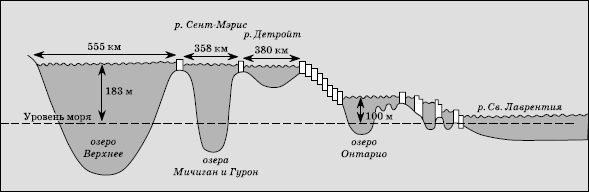 р. Сент-Мэрис
р. Детройт
555 км
358 км
380 км
183 м
100 м
р. Св. Лаврентия
Уровень моря
озеро
Верхнее
озера
Мичиган и Гурон
озеро
Онтарио